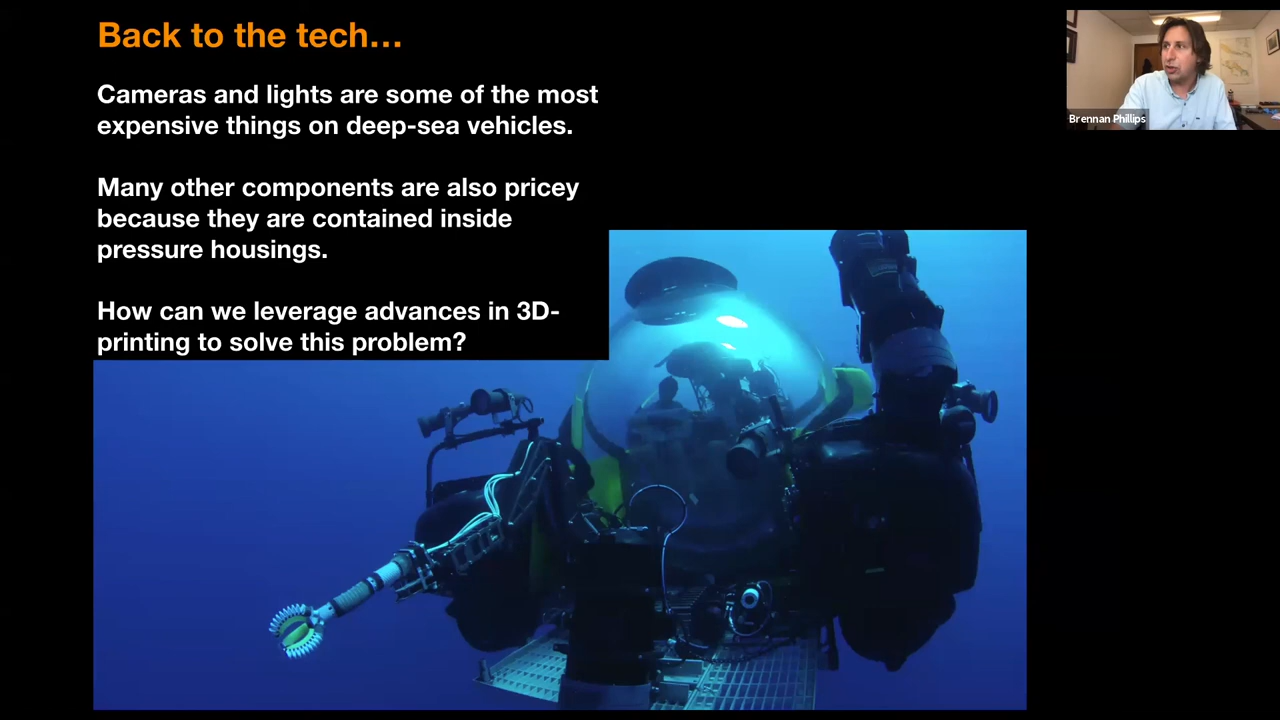 Back to the tech...
Cameras and lights are some of the most
expensive things on deep-sea vehicles.
Many other components are also pricey
because they are contained inside
pressure housings.
How can we leverage advances in 3D-
printing to solve this problem?
Brennan Phillips